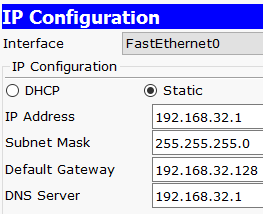 IP Configuration
Interface FastEthernet0
IP Configuration
DHCP Static
IP Address 192.168.32.1
Subnet Mask 255.255.255.0
Default Gateway 192.168.32.128
DNS Server 192.168.32.1